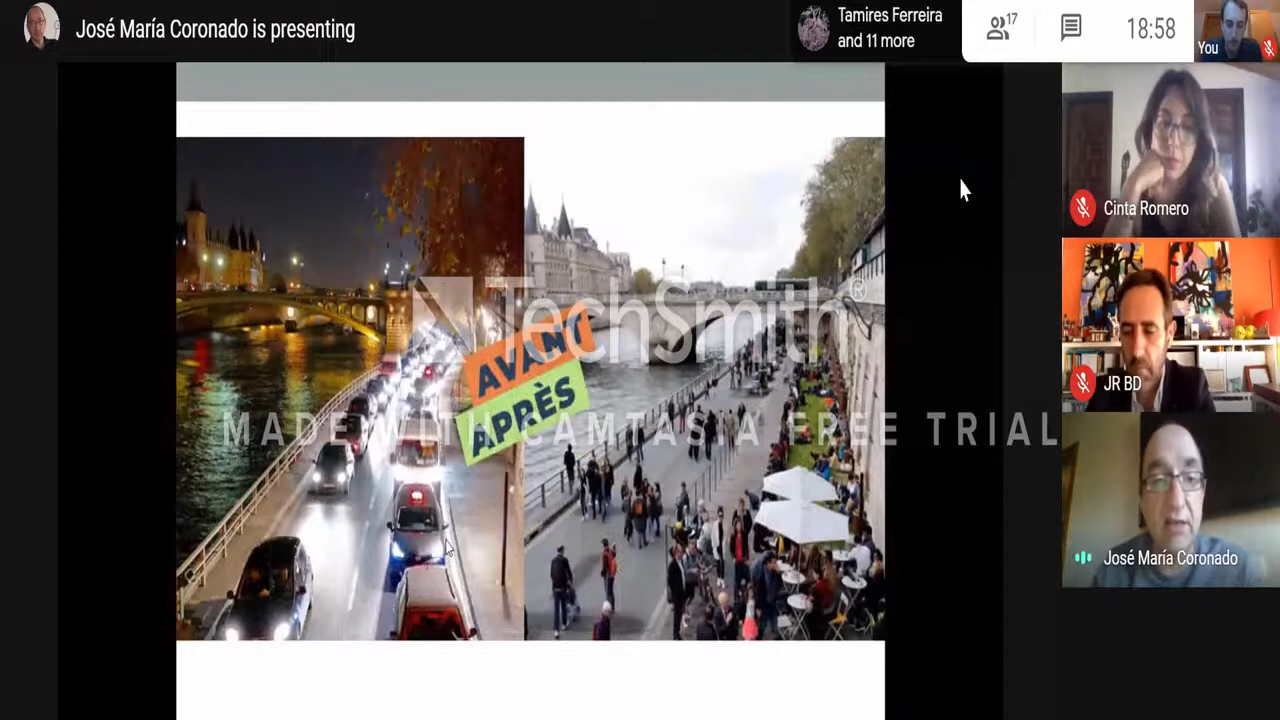 José María Coronado is presenting
Tamires Ferreira
and 11 more
17
18:58
You
Cinta Romero
JR BD
José María Coronado
AVANT
APRÈS
TechSmith®
MADE WITH CAMTASIA FREE TRIAL